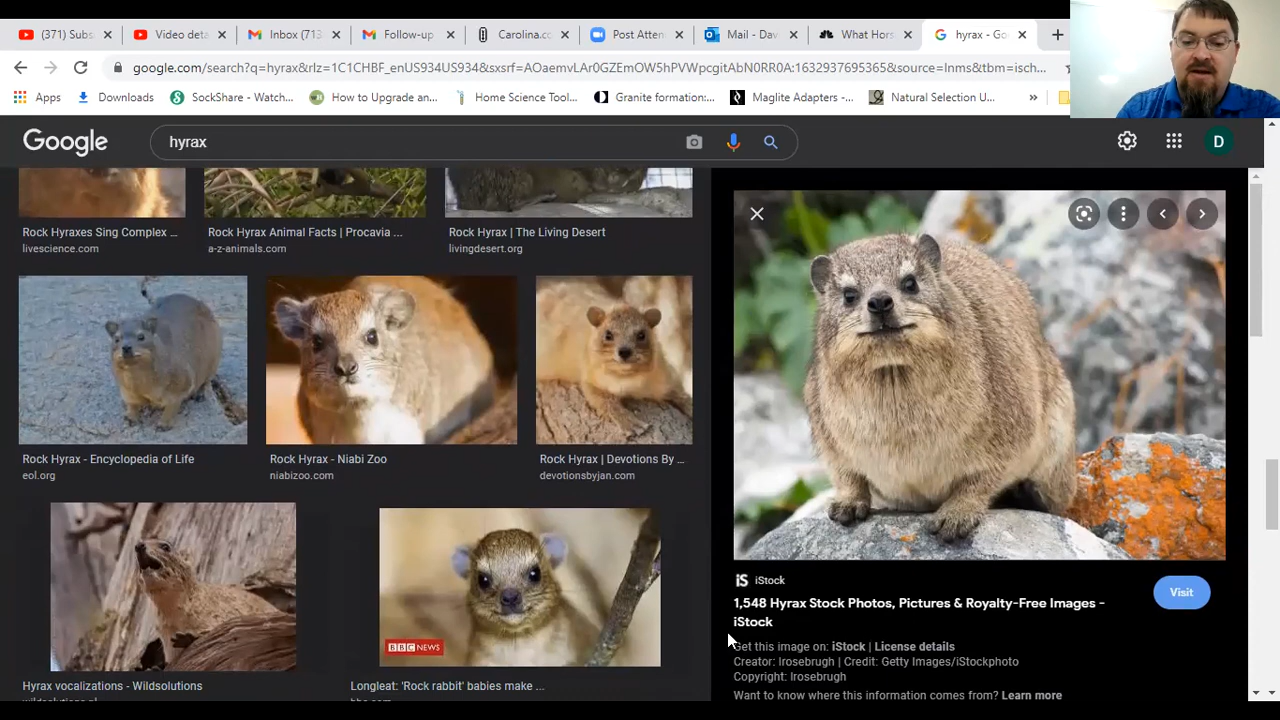 (371) Subs
Video deta
Inbox (713
Follow-up
Carolina.co
Post Atten
Mail - Dav
What Hors
hyrax - Go
google.com/search?q=hyrax&rlz=1C1CHBF_enUS934US934&sxsrf=AOaemvLAr0GZEmOW5hPVWpcgitAbN0RR0A:1632937695365&source=lnms&tbm=isch...
Apps
Downloads
SockShare - Watch...
How to Upgrade an...
Home Science Tool...
Granite formation:...
Maglite Adapters -...
Natural Selection U...
»
Google
hyrax
D
Rock Hyraxes Sing Complex ...
livescience.com
Rock Hyrax Animal Facts | Procavia ...
a-z-animals.com
Rock Hyrax | The Living Desert
livingdesert.org
Rock Hyrax - Encyclopedia of Life
eol.org
Rock Hyrax - Niabi Zoo
niabizoo.com
Rock Hyrax | Devotions By ...
devotionsbyjan.com
BBC NEWS
Hyrax vocalizations - Wildsolutions
Longleat: 'Rock rabbit' babies make ...
iS iStock
1,548 Hyrax Stock Photos, Pictures & Royalty-Free Images -
iStock
Visit
Get this image on: iStock | License details
Creator: lrosebrugh | Credit: Getty Images/iStockphoto
Copyright: lrosebrugh
Want to know where this information comes from? Learn more